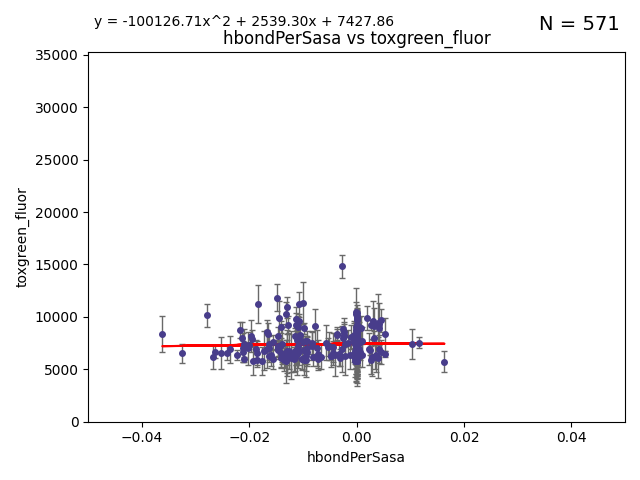 y = -100126.71x^2 + 2539.30x + 7427.86
N = 571
hbondPerSasa vs toxgreen_fluor
35000
30000
25000
20000
15000
10000
5000
0
toxgreen_fluor
−0.04
−0.02
0.00
0.02
0.04
hbondPerSasa